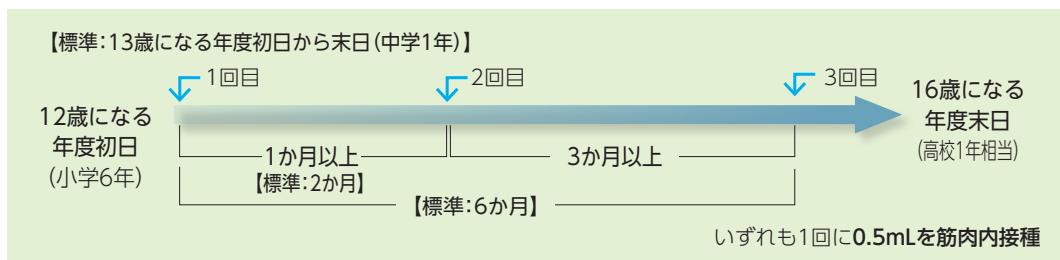 【標準：13歳になる年度初日から末日（中学1年）】
1回目
2回目
3回目
12歳になる
年度初日
（小学6年）
16歳になる
年度末日
（高校1年相当）
1か月以上
【標準：2か月】
3か月以上
【標準：6か月】
いずれも1回に0.5mLを筋肉内接種